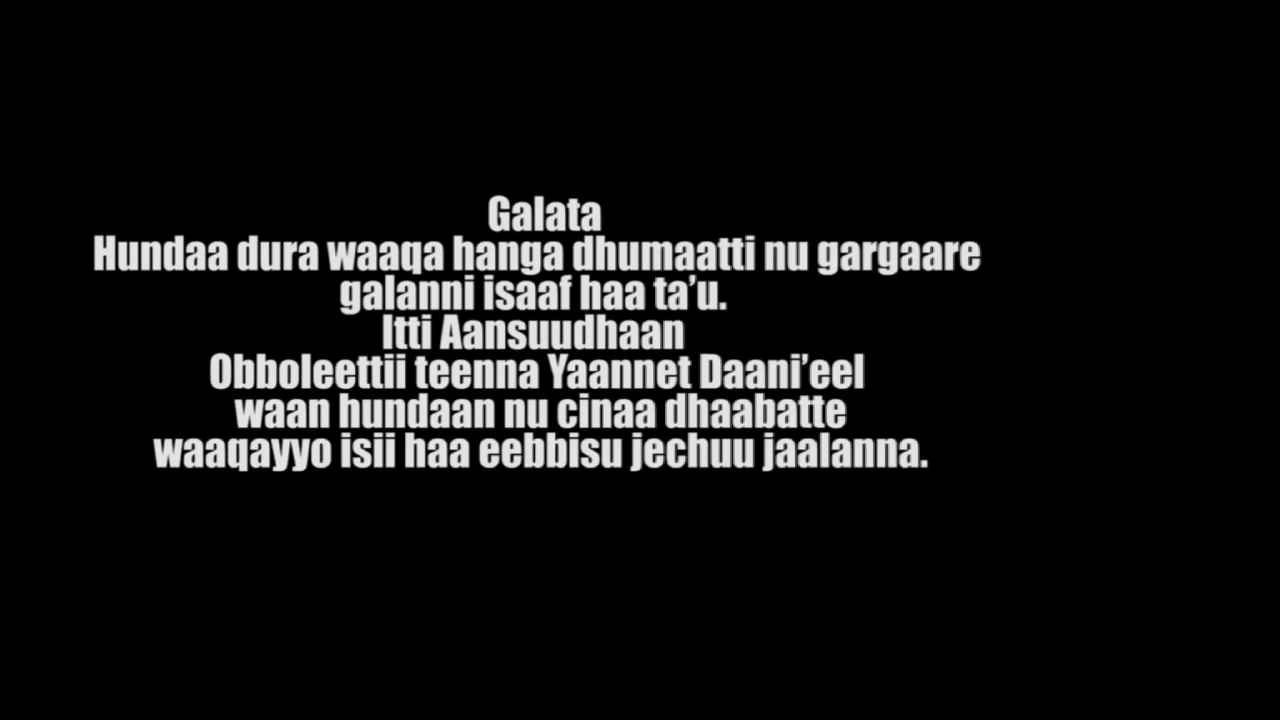 Galata
Hundaa dura waaqa hanga dhumaatti nu gargaare
galanni isaaf haa ta’u.
Itti Aansuudhaan
Obboleettii teenna Yaannet Daani’eel
waan hundaan nu cinaa dhaabatte
waaqayyo isii haa eebbisu jechuu jaalanna.